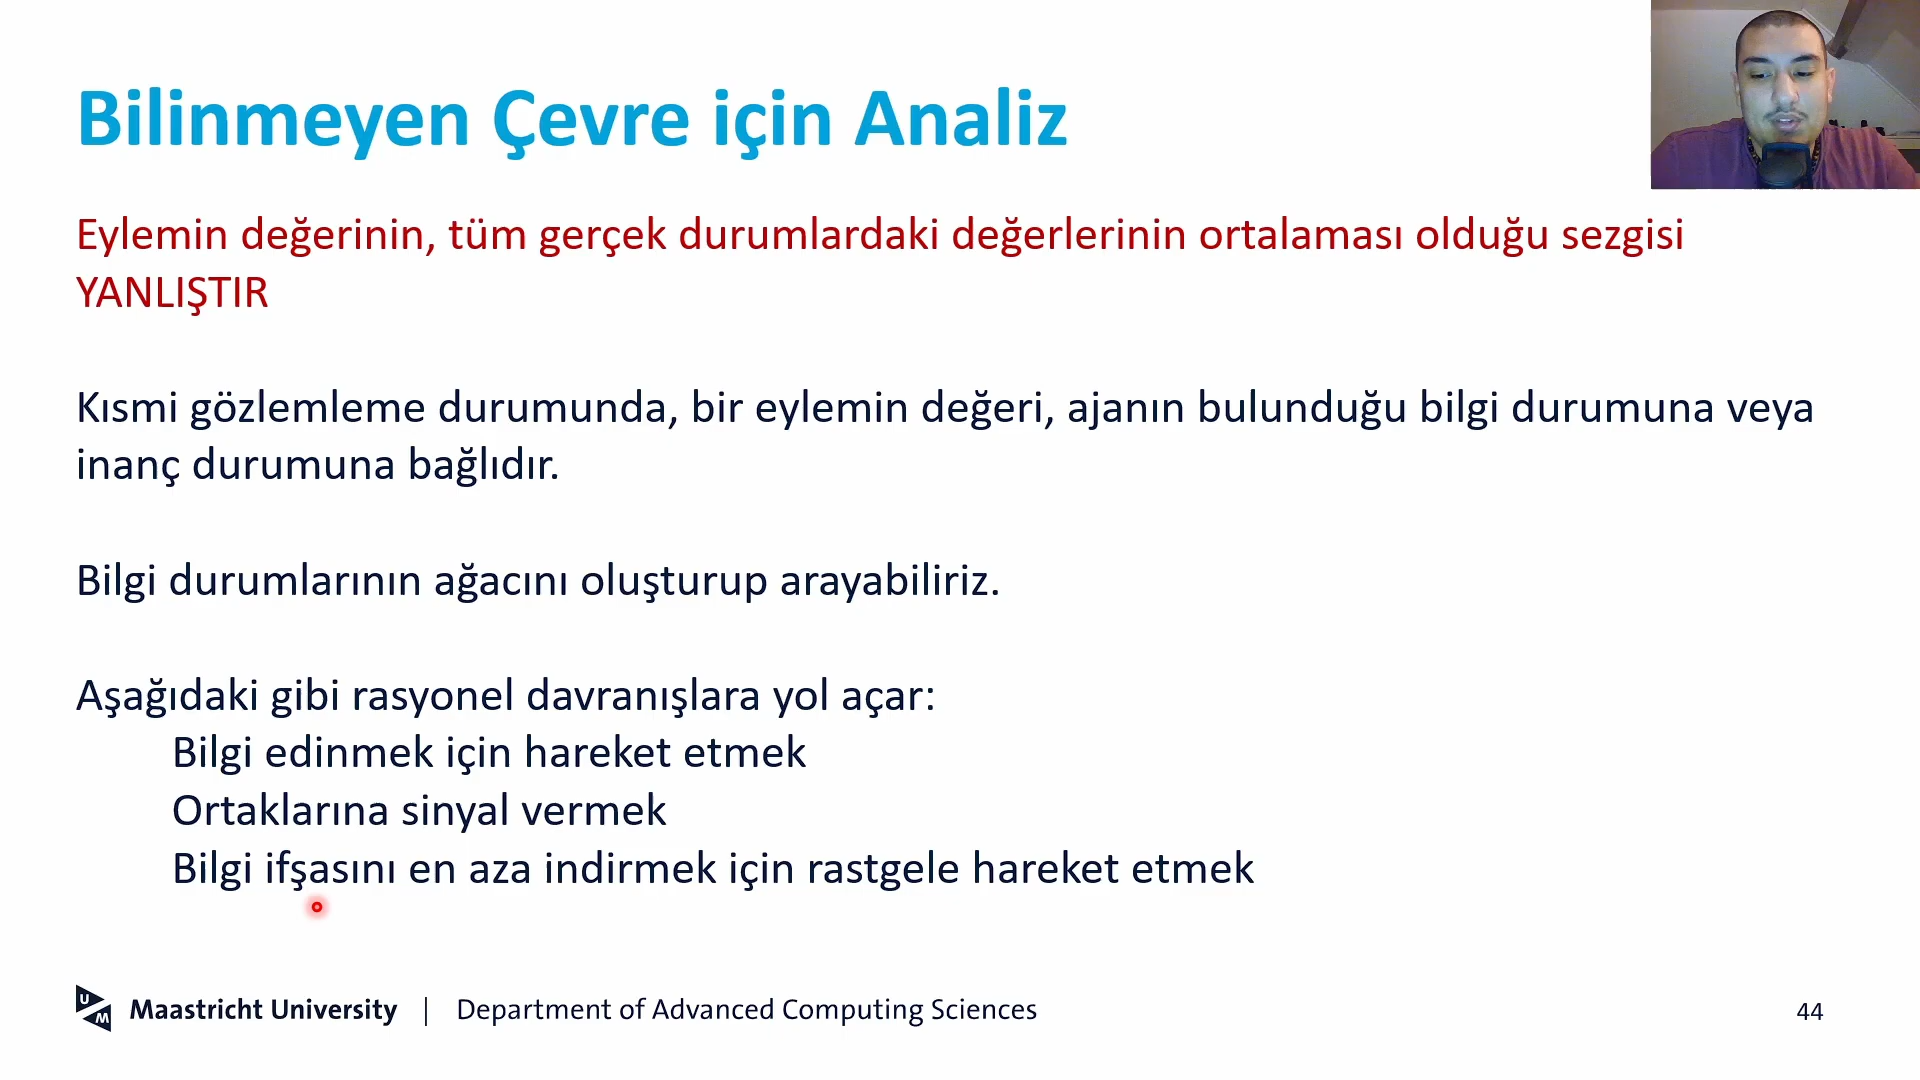 Bilinmeyen Çevre için Analiz
Eylemin değerinin, tüm gerçek durumlardaki değerlerinin ortalaması olduğu sezgisi
YANLIŞTIR
Kısmi gözlemleme durumunda, bir eylemin değeri, ajanın bulunduğu bilgi durumuna veya
inanç durumuna bağlıdır.
Bilgi durumlarının ağacını oluşturup arayabiliriz.
Aşağıdaki gibi rasyonel davranışlara yol açar:
Bilgi edinmek için hareket etmek
Ortaklarına sinyal vermek
Bilgi ifşasını en aza indirmek için rastgele hareket etmek
UM Maastricht University | Department of Advanced Computing Sciences
44